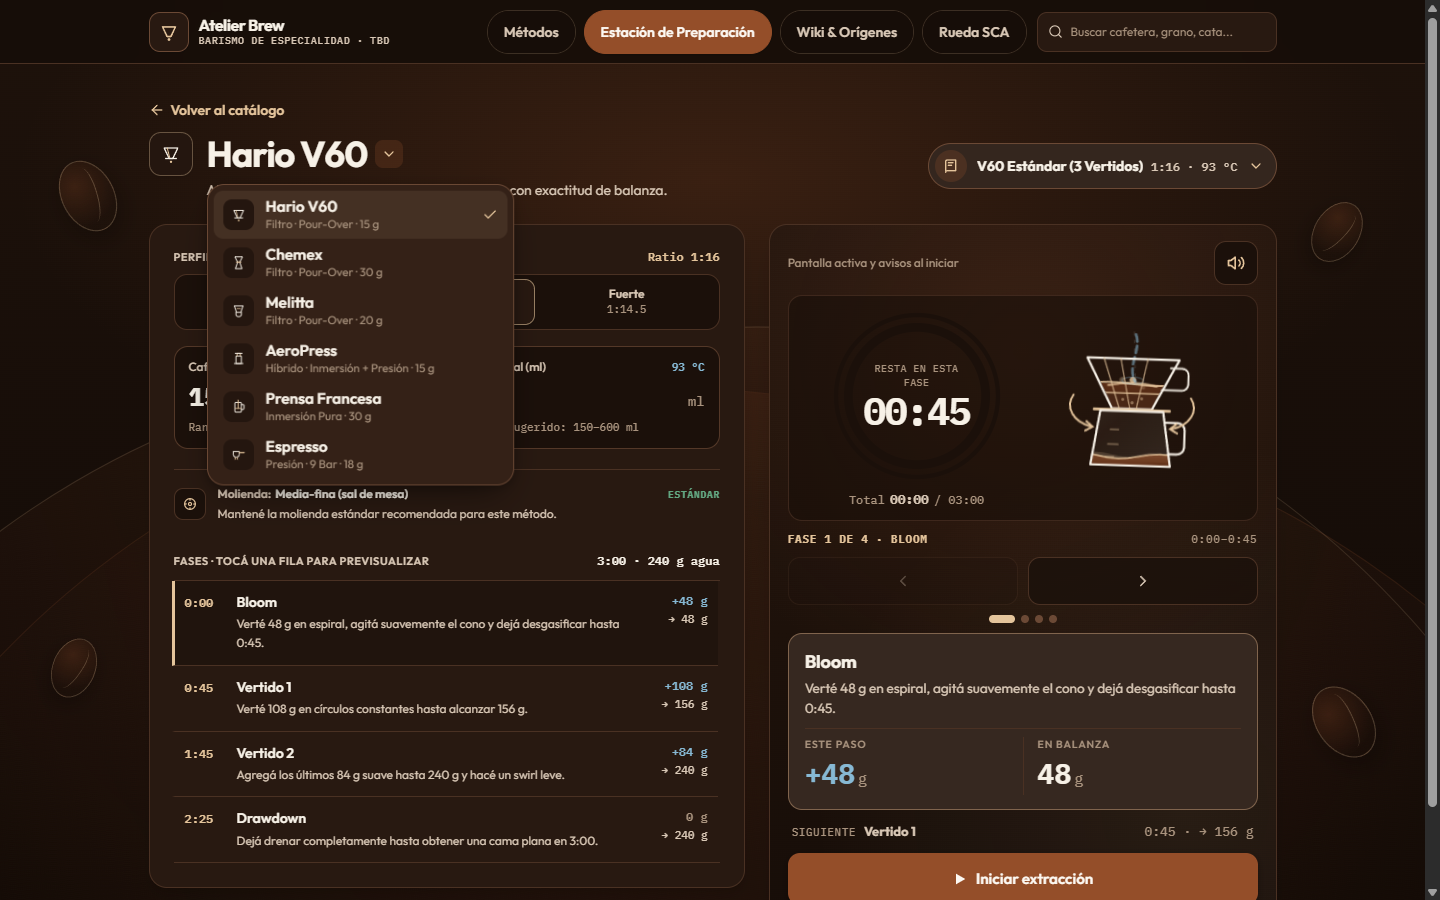 Atelier Brew
BARISMO DE ESPECIALIDAD · TBD
Métodos
Estación de Preparación
Wiki & Orígenes
Rueda SCA
Buscar cafetera, grano, cata...
← Volver al catálogo
Hario V60
con exactitud de balanza.
V60 Estándar (3 Vertidos) 1:16 · 93 °C
Hario V60
Filtro · Pour-Over · 15 g
Chemex
Filtro · Pour-Over · 30 g
Melitta
Filtro · Pour-Over · 20 g
AeroPress
Híbrido · Inmersión + Presión · 15 g
Prensa Francesa
Inmersión Pura · 30 g
Espresso
Presión · 9 Bar · 18 g
Ratio 1:16
Fuerte
1:14.5
(ml)
93 °C
ml
150–600 ml
Molienda: Media-fina (sal de mesa)
ESTÁNDAR
Mantené la molienda estándar recomendada para este método.
FASES · TOCÁ UNA FILA PARA PREVISUALIZAR
3:00 · 240 g agua
0:00
Bloom
+48 g
Verté 48 g en espiral, agitá suavemente el cono y dejá desgasificar hasta
0:45.
→ 48 g
0:45
Vertido 1
+108 g
Verté 108 g en círculos constantes hasta alcanzar 156 g.
→ 156 g
1:45
Vertido 2
+84 g
Agregá los últimos 84 g suave hasta 240 g y hacé un swirl leve.
→ 240 g
2:25
Drawdown
0 g
Dejá drenar completamente hasta obtener una cama plana en 3:00.
→ 240 g
Pantalla activa y avisos al iniciar
RESTA EN ESTA
FASE
00:45
Total 00:00 / 03:00
FASE 1 DE 4 · BLOOM
0:00–0:45
Bloom
Verté 48 g en espiral, agitá suavemente el cono y dejá desgasificar hasta
0:45.
ESTE PASO
+48 g
EN BALANZA
48 g
SIGUIENTE Vertido 1
0:45 · → 156 g
Iniciar extracción